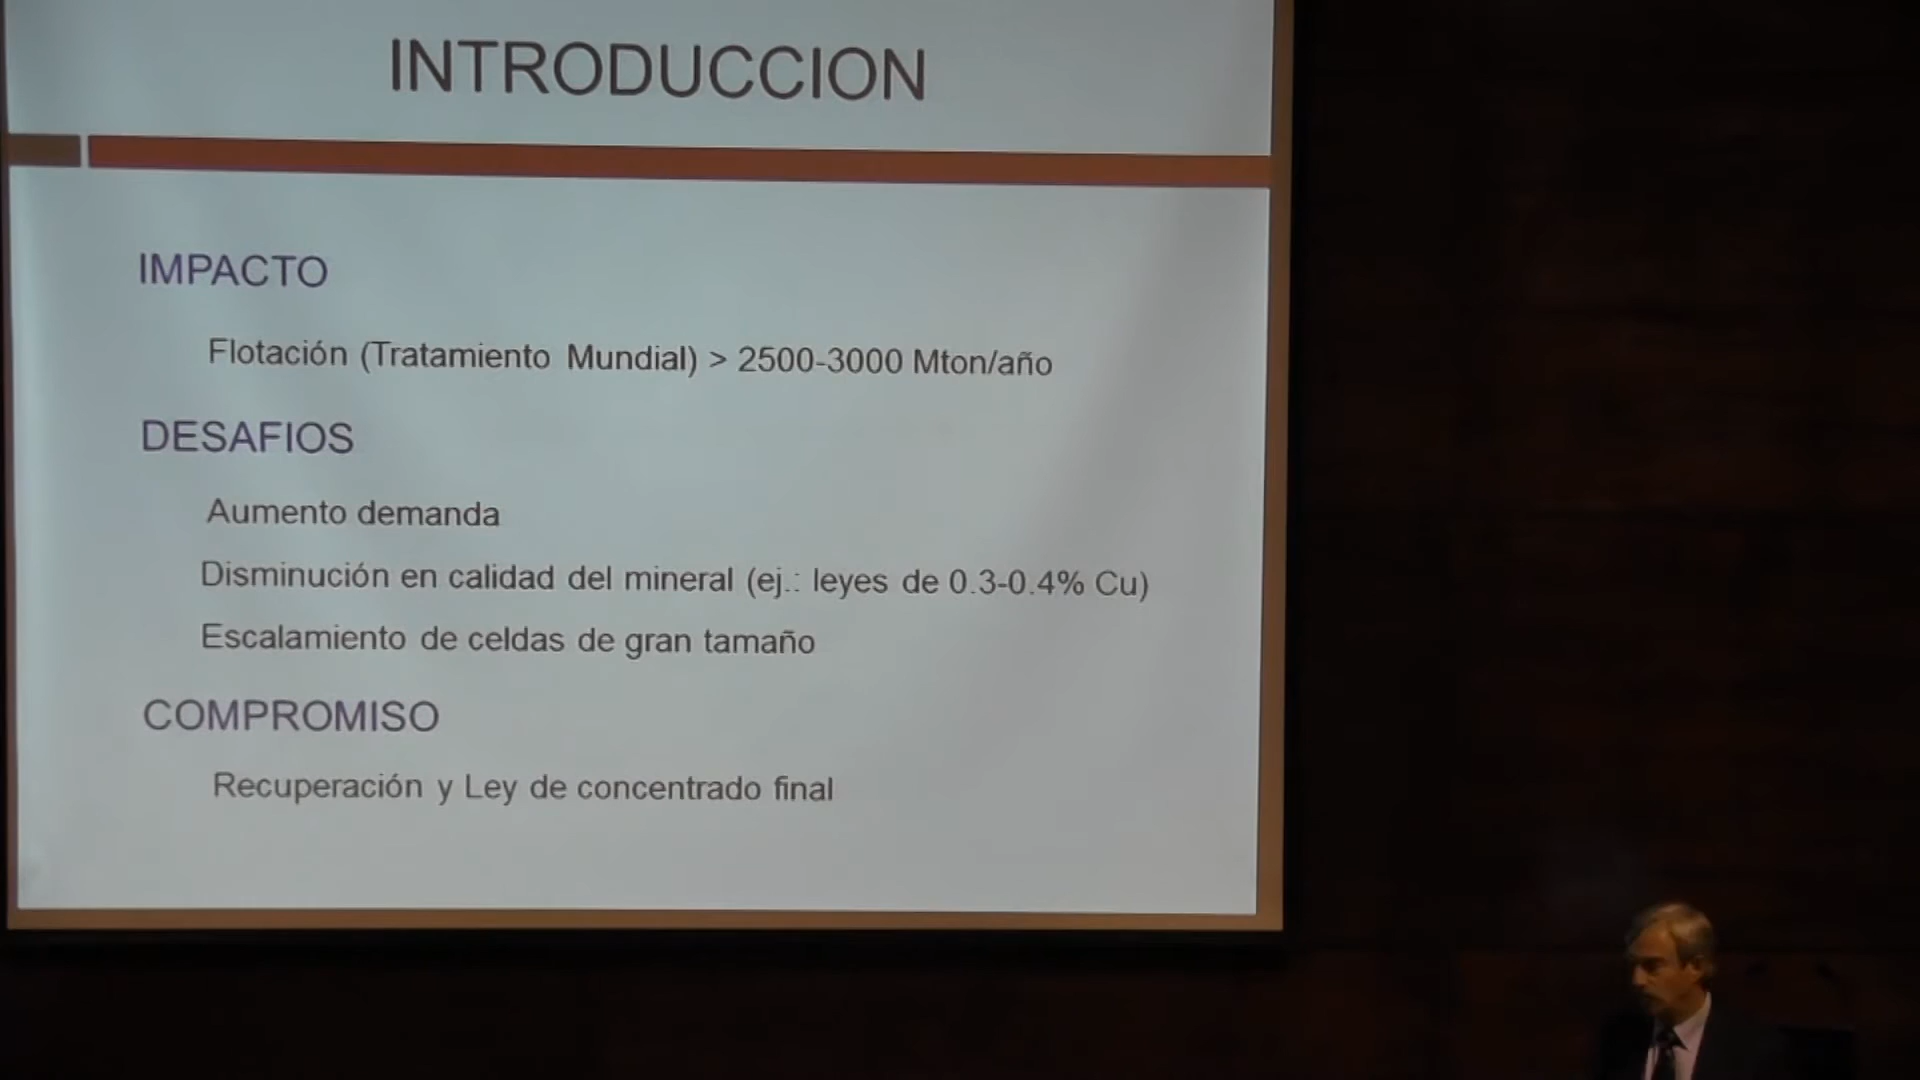 INTRODUCCION
IMPACTO
Flotación (Tratamiento Mundial) > 2500-3000 Mton/año
DESAFIOS
Aumento demanda
Disminución en calidad del mineral (ej.: leyes de 0.3-0.4% Cu)
Escalamiento de celdas de gran tamaño
COMPROMISO
Recuperación y Ley de concentrado final